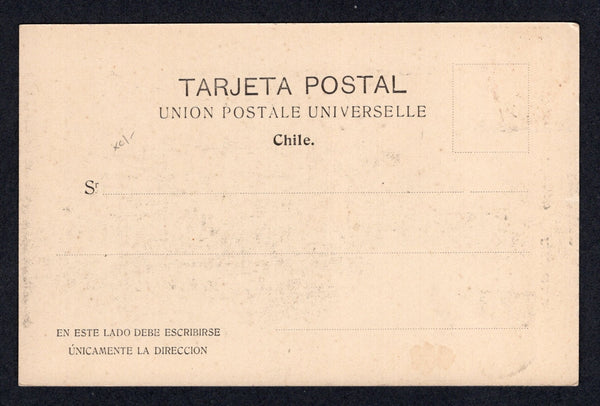 TARJETA POSTAL
UNION POSTALE UNIVERSELLE
Chile.
Sr
EN ESTE LADO DEBE ESCRIBIRSE
ÚNICAMENTE LA DIRECCION